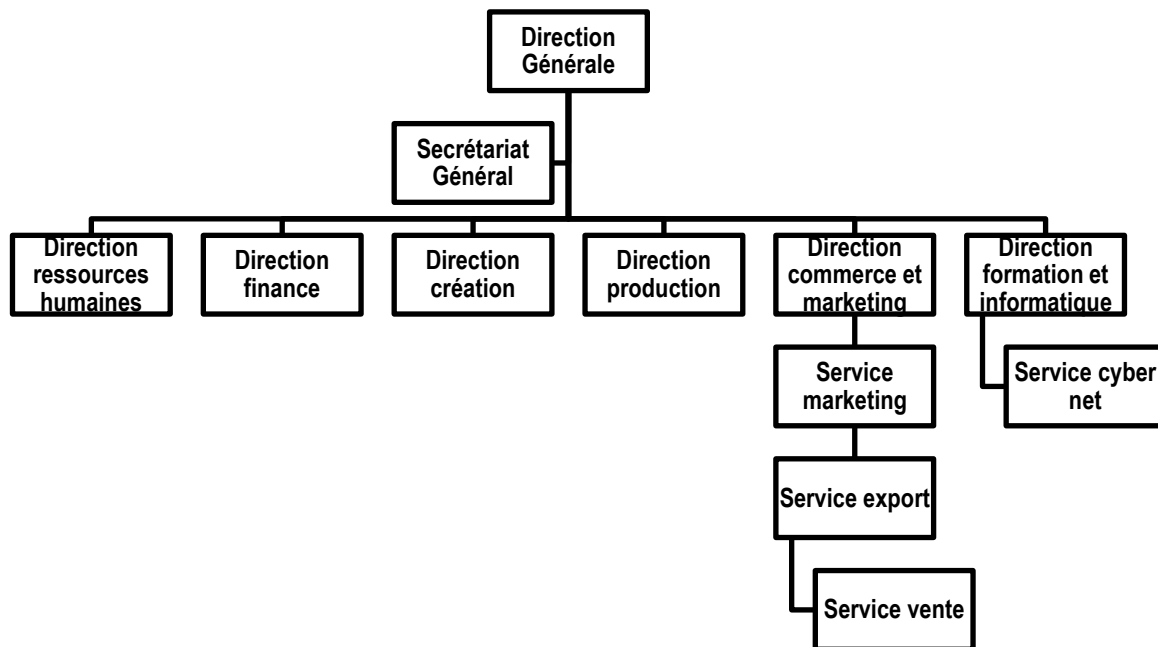 Direction
Générale
Secrétariat
Général
Direction
ressources
humaines
Direction
finance
Direction
création
Direction
production
Direction
commerce et
marketing
Direction
formation et
informatique
Service
marketing
Service cyber
net
Service export
Service vente